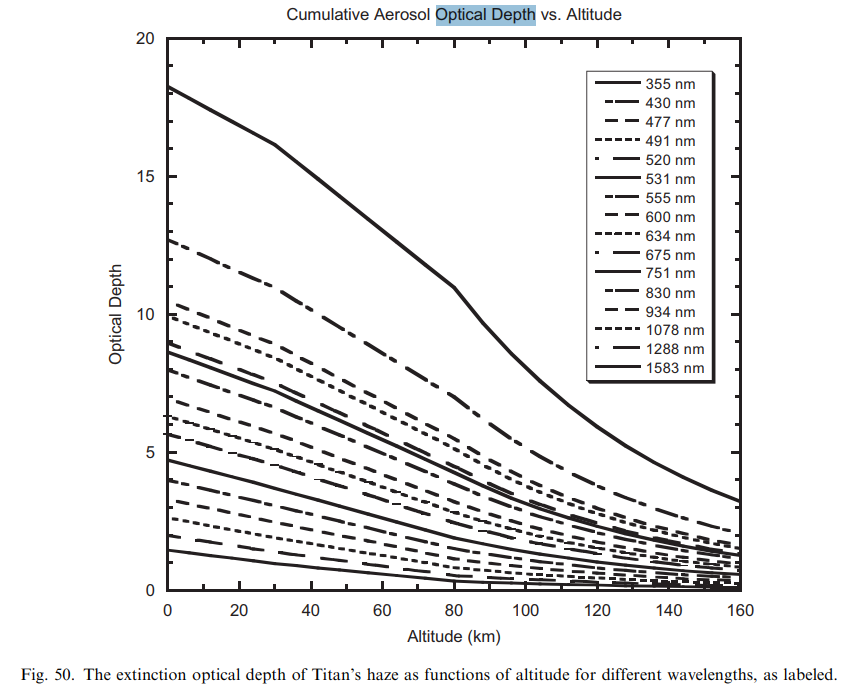 Cumulative Aerosol Optical Depth vs. Altitude
20
15
10
5
0
Optical Depth
355 nm
430 nm
477 nm
491 nm
520 nm
531 nm
555 nm
600 nm
634 nm
675 nm
751 nm
830 nm
934 nm
1078 nm
1288 nm
1583 nm
0 20 40 60 80 100 120 140 160
Altitude (km)
Fig. 50. The extinction optical depth of Titan's haze as functions of altitude for different wavelengths, as labeled.